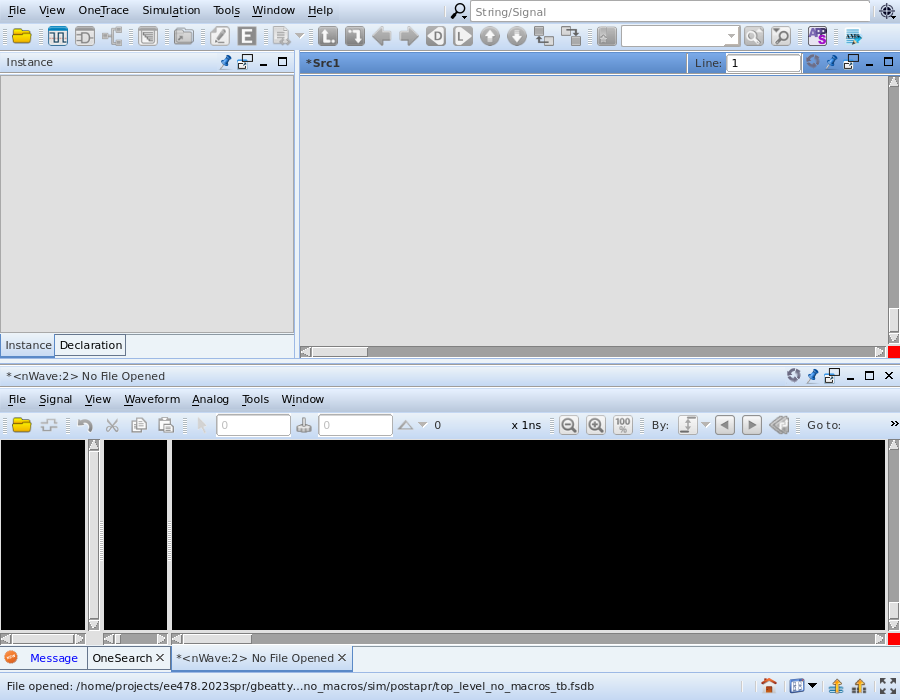 File View OneTrace Simulation Tools Window Help String/Signal
D L APP S
Instance
*Src1 Line: 1
Instance Declaration
*<nWave:2> No File Opened
File Signal View Waveform Analog Tools Window
0 0 0 x 1ns 100 % By: Go to: »
Message OneSearch *<nWave:2> No File Opened
File opened: /home/projects/ee478.2023spr/gbeatty...no_macros/sim/postapr/top_level_no_macros_tb.fsdb